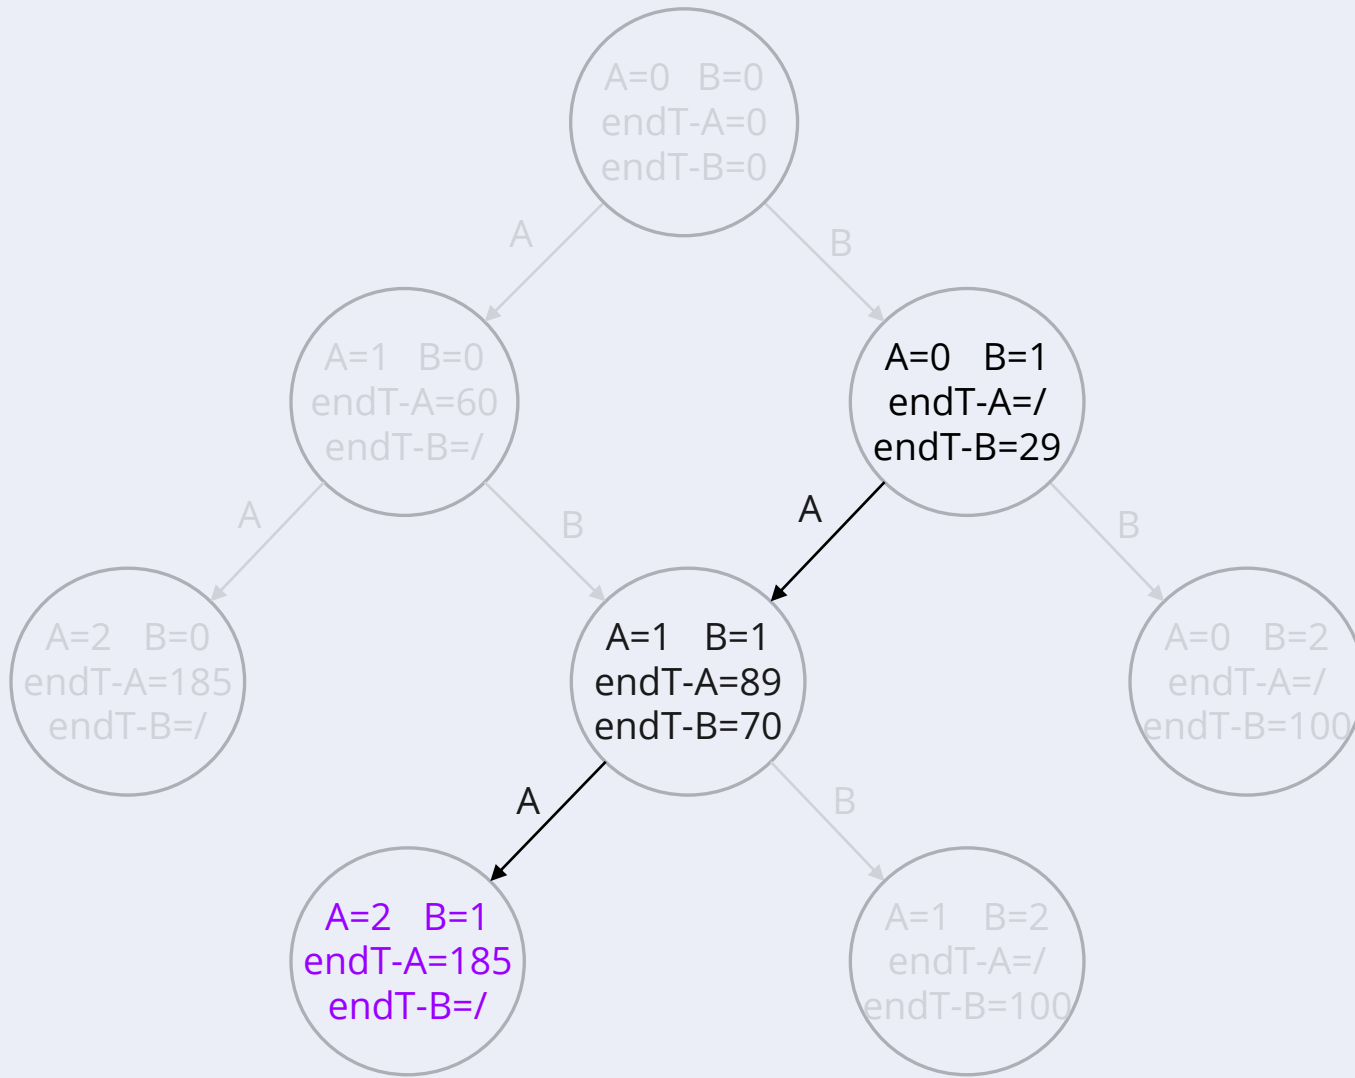 A=0 B=0
endT-A=0
endT-B=0
A
B
A=1 B=0
endT-A=60
endT-B=/
A=0 B=1
endT-A=/
endT-B=29
A
B
A
B
A=2 B=0
endT-A=185
endT-B=/
A=1 B=1
endT-A=89
endT-B=70
A=0 B=2
endT-A=/
endT-B=100
A
B
A=2 B=1
endT-A=185
endT-B=/
A=1 B=2
endT-A=/
endT-B=100